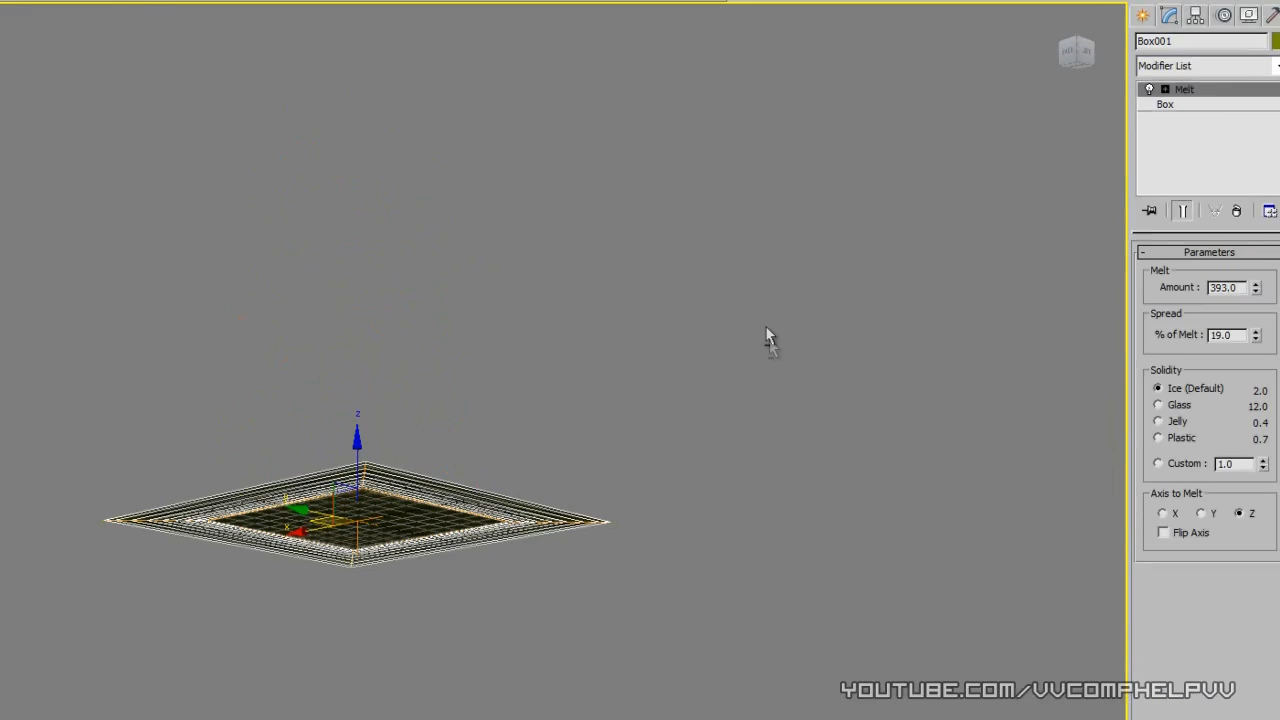 Box001
Modifier List
Melt
Box
z
x
- Parameters
Melt
Amount : 393.0
Spread
% of Melt : 19.0
Solidity
Ice (Default) 2.0
Glass 12.0
Jelly 0.4
Plastic 0.7
Custom : 1.0
Axis to Melt
X Y Z
Flip Axis
YOUTUBE.COM/VVCOMPHELPVV